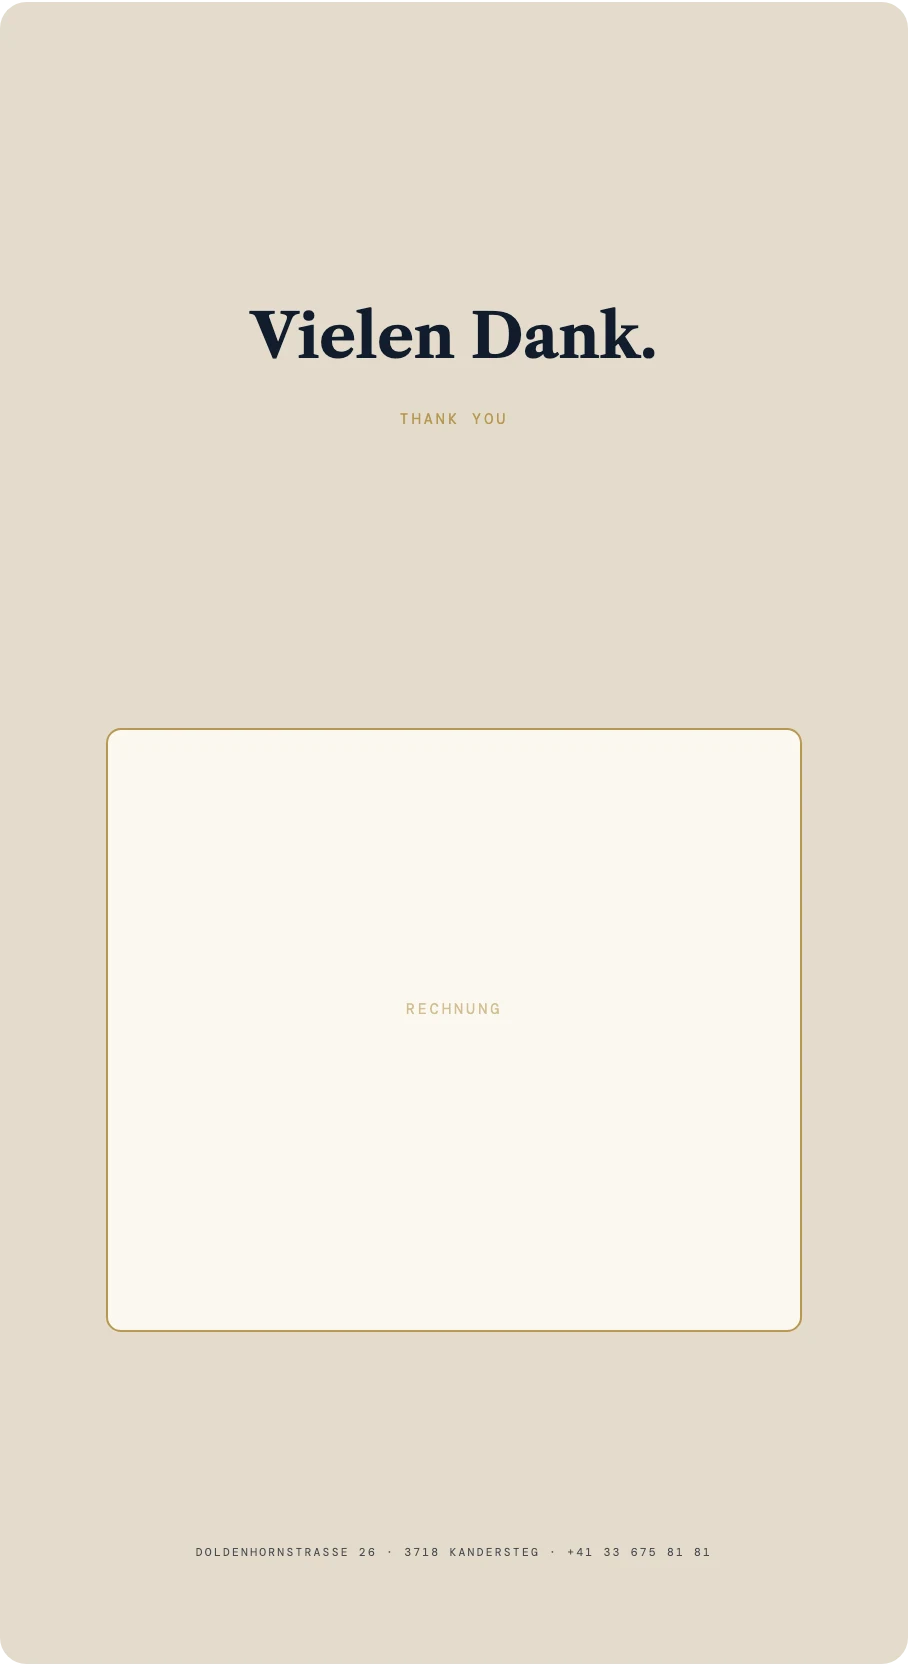 Vielen Dank.
THANK YOU
RECHNUNG
DOLDENHORNSTRASSE 26 · 3718 KANDERSTEG · +41 33 675 81 81